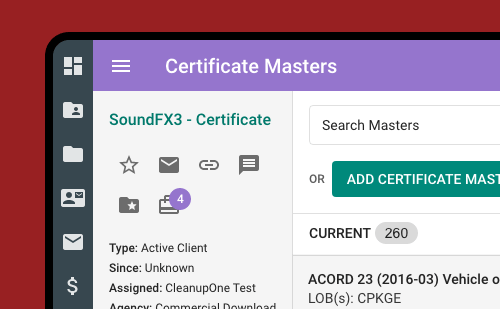 Certificate Masters
SoundFX3 - Certificate
Search Masters
OR
ADD CERTIFICATE MAST
4
CURRENT 260
Type: Active Client
Since: Unknown
Assigned: CleanupOne Test
Agency: Commercial Download
ACORD 23 (2016-03) Vehicle o
LOB(s): CPKGE